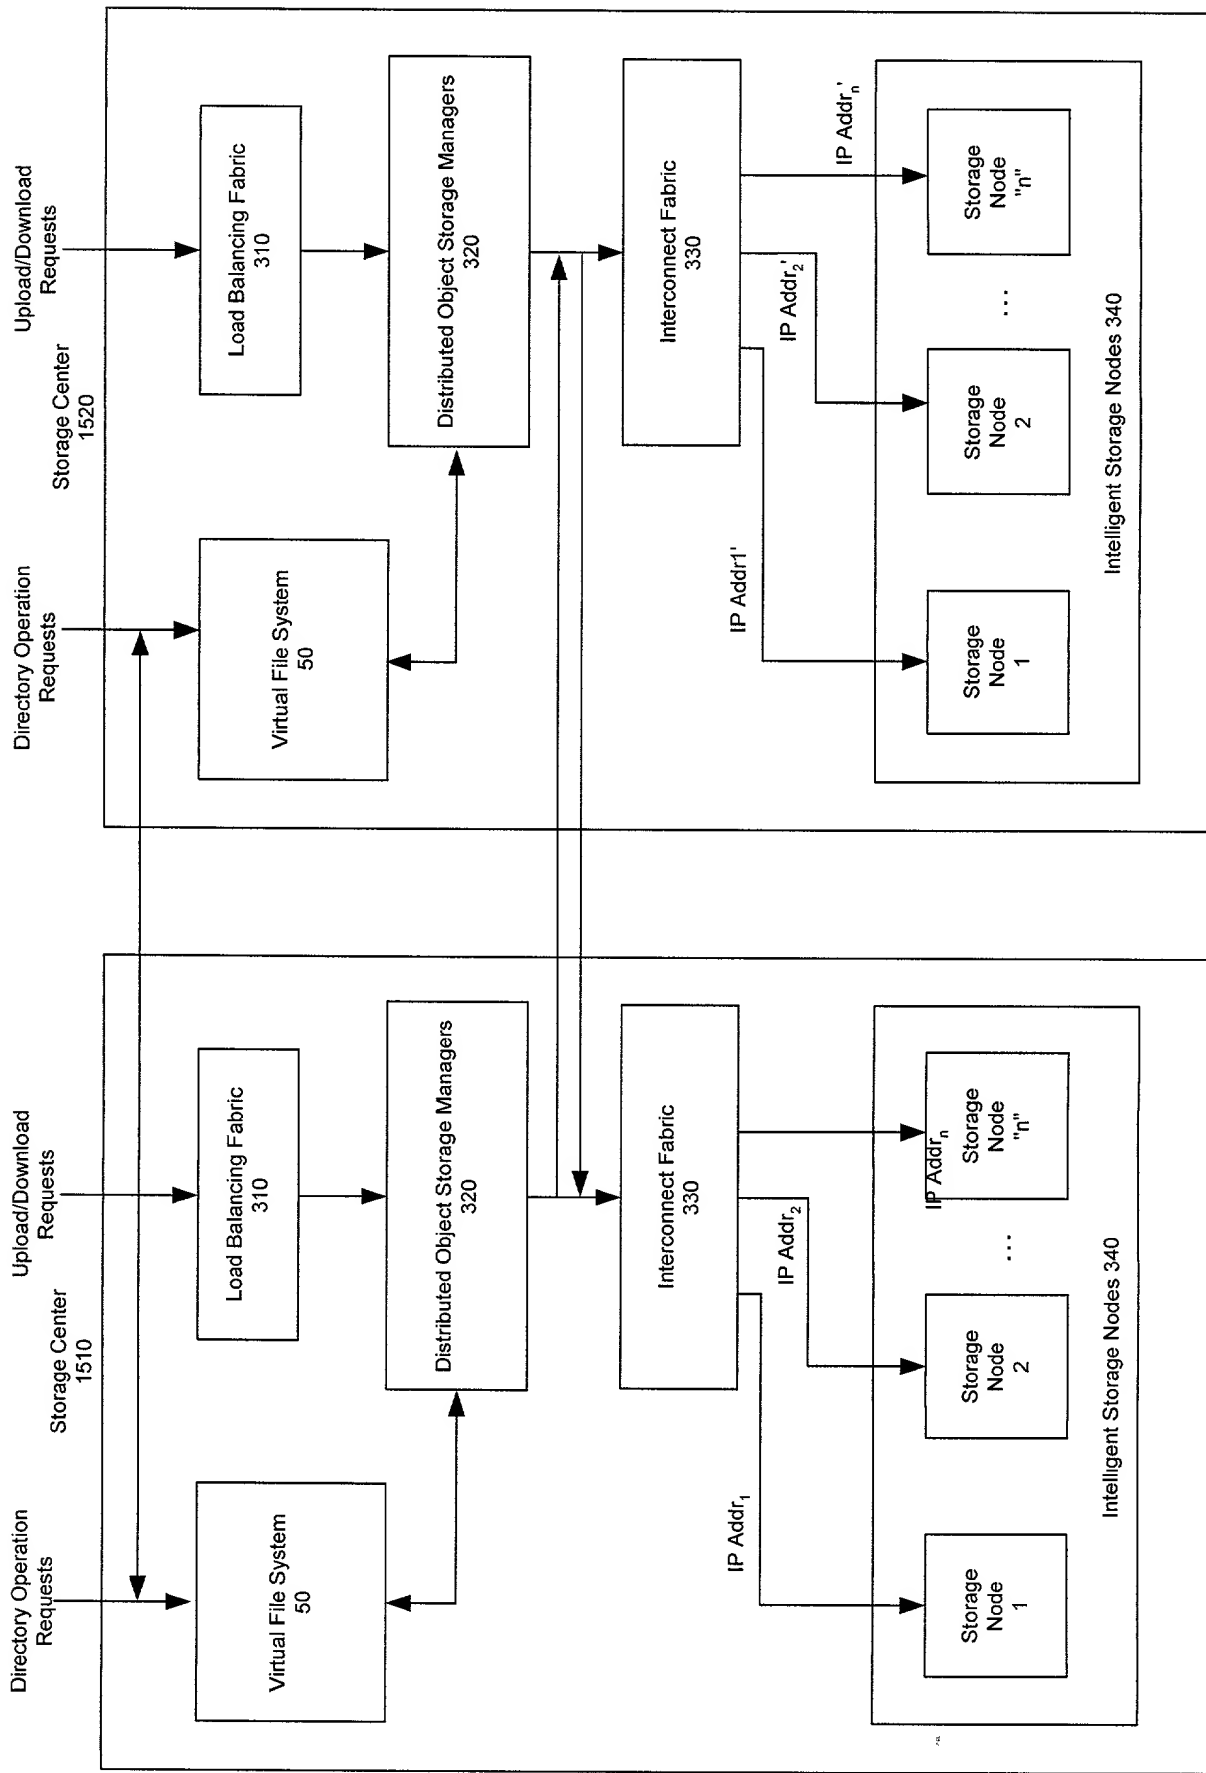 Directory Operation
Requests
Storage Center
1510
Upload/Download
Requests
Virtual File System
50
Load Balancing Fabric
310
Distributed Object Storage Managers
320
Interconnect Fabric
330
IP Addr1
IP Addr2
IP Addrn
Storage
Node
1
Storage
Node
2
...
Storage
Node
"n"
Intelligent Storage Nodes 340
Directory Operation
Requests
Storage Center
1520
Upload/Download
Requests
Virtual File System
50
Load Balancing Fabric
310
Distributed Object Storage Managers
320
Interconnect Fabric
330
IP Addr1'
IP Addr2'
IP Addrn'
Storage
Node
1
Storage
Node
2
...
Storage
Node
"n"
Intelligent Storage Nodes 340